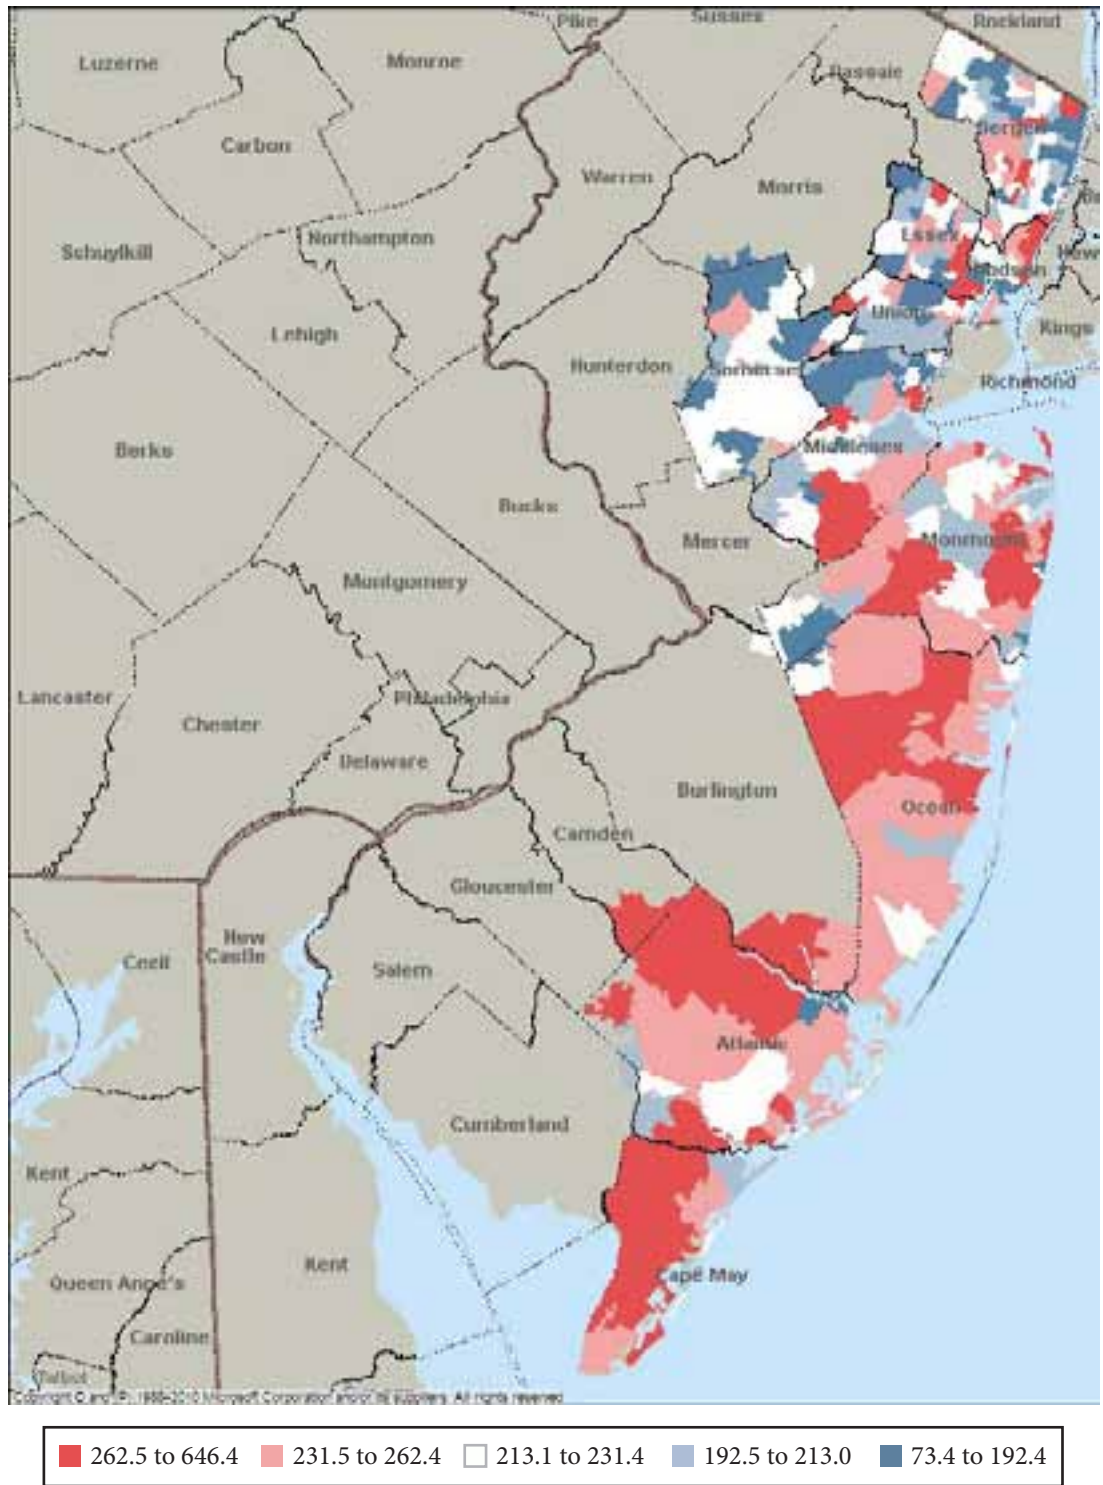 Pike
Sussex
Rockland
Luzerne
Monroe
Passaic
Carbon
Bergen
Warren
Morris
Schuylkill
Northampton
Essex
Hudson
Lehigh
Union
Kings
Hunterdon
Somerset
Richmond
Berks
Middlesex
Bucks
Mercer
Monmouth
Montgomery
Lancaster
Philadelphia
Chester
Delaware
Burlington
Ocean
Camden
Gloucester
New
Castle
Cecil
Salem
Atlantic
Cumberland
Kent
Kent
Cape May
Queen Anne's
Caroline
Talbot
262.5 to 646.4 231.5 to 262.4 213.1 to 231.4 192.5 to 213.0 73.4 to 192.4